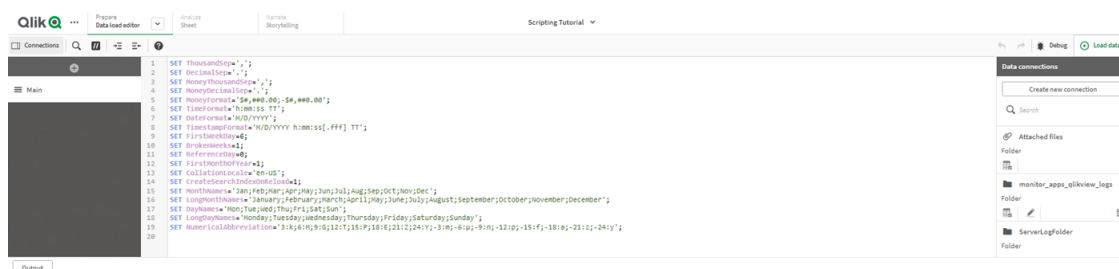 Qlik
Prepare
Data load editor
Analyze
Sheet
Narrate
Storytelling
Scripting Tutorial
Connections
Debug
Load data
Main
1 SET ThousandSep=',';
2 SET DecimalSep='.';
3 SET MoneyThousandSep=',';
4 SET MoneyDecimalSep='.';
5 SET MoneyFormat='$#,##0.00;-$#,##0.00';
6 SET TimeFormat='h:mm:ss TT';
7 SET DateFormat='M/D/YYYY';
8 SET TimestampFormat='M/D/YYYY h:mm:ss[.fff] TT';
9 SET FirstWeekDay=6;
10 SET BrokenWeeks=1;
11 SET ReferenceDay=0;
12 SET FirstMonthOfYear=1;
13 SET CollationLocale='en-US';
14 SET CreateSearchIndexOnReload=1;
15 SET MonthNames='Jan;Feb;Mar;Apr;May;Jun;Jul;Aug;Sep;Oct;Nov;Dec';
16 SET LongMonthNames='January;February;March;April;May;June;July;August;September;October;November;December';
17 SET DayNames='Mon;Tue;Wed;Thu;Fri;Sat;Sun';
18 SET LongDayNames='Monday;Tuesday;Wednesday;Thursday;Friday;Saturday;Sunday';
19 SET NumericalAbbreviation='3:k;6:M;9:G;12:T;15:P;18:E;21:Z;24:Y;-3:m;-6:μ;-9:n;-12:p;-15:f;-18:a;-21:z;-24:y';
20
Data connections
Create new connection
Search
Attached files
Folder
monitor_apps_qlikview_logs
Folder
ServerLogFolder
Folder
Output